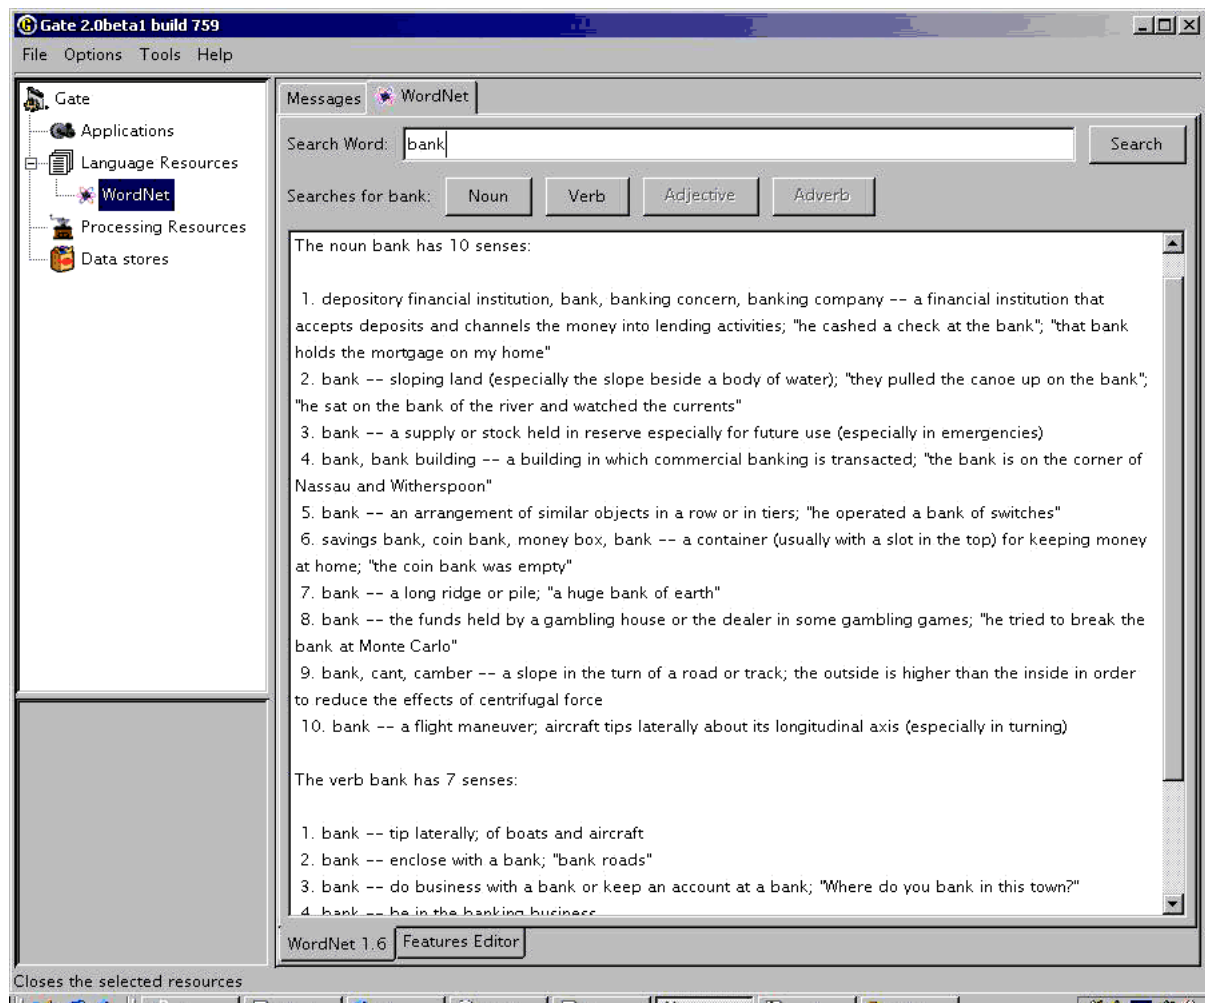 Gate 2.0beta1 build 759
File Options Tools Help
Gate
Applications
Language Resources
WordNet
Processing Resources
Data stores
Messages WordNet
Search Word: bank Search
Searches for bank: Noun Verb Adjective Adverb
The noun bank has 10 senses:
1. depository financial institution, bank, banking concern, banking company -- a financial institution that
accepts deposits and channels the money into lending activities; "he cashed a check at the bank"; "that bank
holds the mortgage on my home"
2. bank -- sloping land (especially the slope beside a body of water); "they pulled the canoe up on the bank";
"he sat on the bank of the river and watched the currents"
3. bank -- a supply or stock held in reserve especially for future use (especially in emergencies)
4. bank, bank building -- a building in which commercial banking is transacted; "the bank is on the corner of
Nassau and Witherspoon"
5. bank -- an arrangement of similar objects in a row or in tiers; "he operated a bank of switches"
6. savings bank, coin bank, money box, bank -- a container (usually with a slot in the top) for keeping money
at home; "the coin bank was empty"
7. bank -- a long ridge or pile; "a huge bank of earth"
8. bank -- the funds held by a gambling house or the dealer in some gambling games; "he tried to break the
bank at Monte Carlo"
9. bank, cant, camber -- a slope in the turn of a road or track; the outside is higher than the inside in order
to reduce the effects of centrifugal force
10. bank -- a flight maneuver; aircraft tips laterally about its longitudinal axis (especially in turning)
The verb bank has 7 senses:
1. bank -- tip laterally; of boats and aircraft
2. bank -- enclose with a bank; "bank roads"
3. bank -- do business with a bank or keep an account at a bank; "Where do you bank in this town?"
4. bank -- be in the banking business
WordNet 1.6 Features Editor
Closes the selected resources